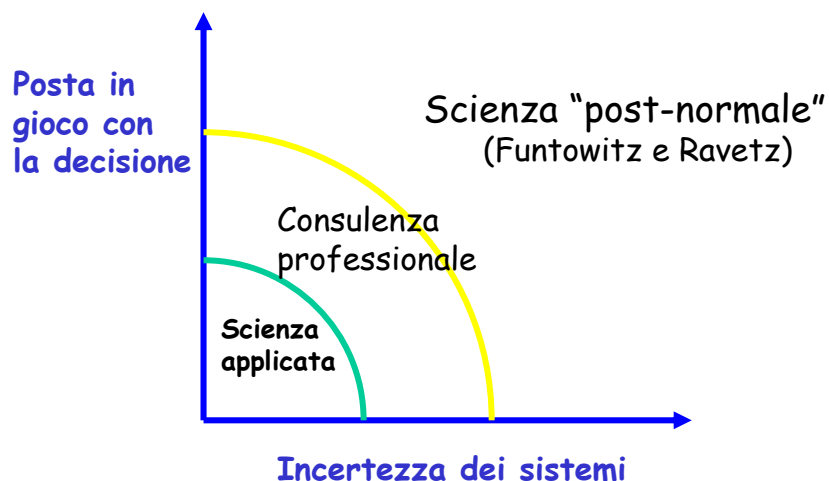 Posta in
gioco con
la decisione
Scienza “post-normale”
(Funtowitz e Ravetz)
Consulenza
professionale
Scienza
applicata
Incertezza dei sistemi